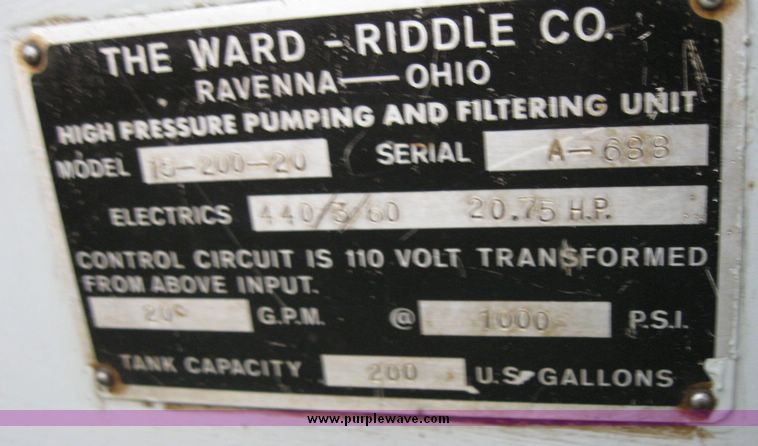 THE WARD - RIDDLE CO.
RAVENNA — OHIO
HIGH PRESSURE PUMPING AND FILTERING UNIT
MODEL 15-200-20 SERIAL A-688
ELECTRICS 440/3/60 20.75 H.P.
CONTROL CIRCUIT IS 110 VOLT TRANSFORMED
FROM ABOVE INPUT.
20 G.P.M. @ 1000 P.S.I.
TANK CAPACITY 200 U.S. GALLONS
www.purplewave.com